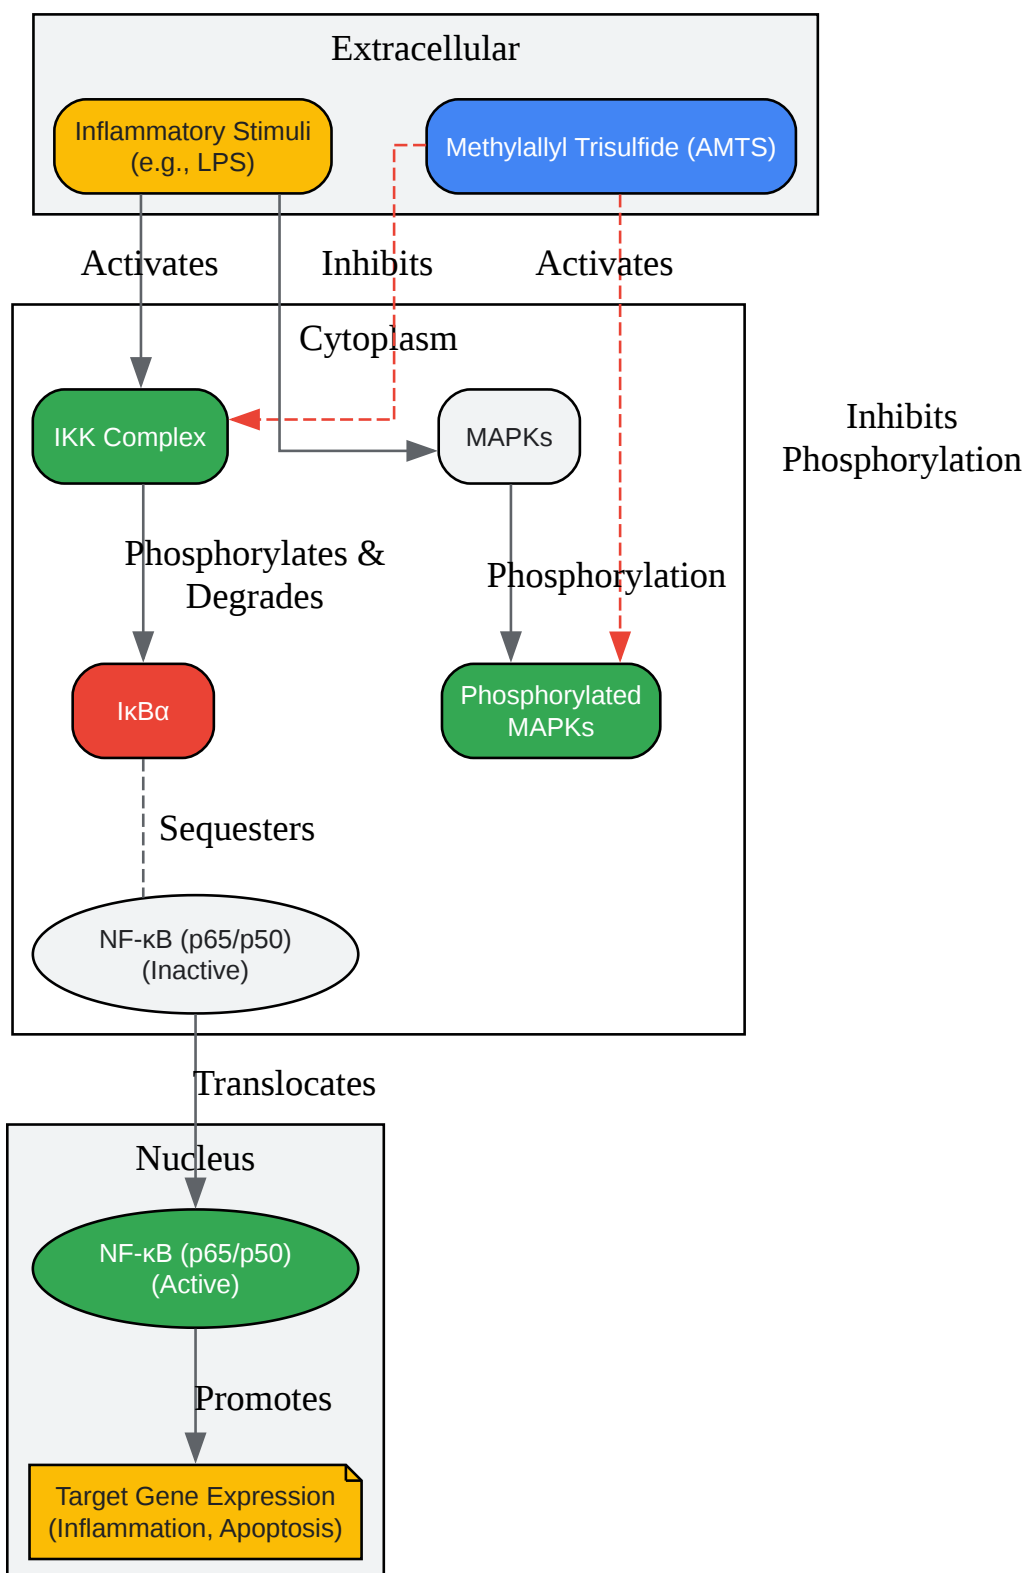 Extracellular
Inflammatory Stimuli
(e.g., LPS)
Methylallyl Trisulfide (AMTS)
Activates
Inhibits
Activates
Cytoplasm
IKK Complex
MAPKs
Inhibits
Phosphorylation
Phosphorylates &
Degrades
Phosphorylation
IκBα
Phosphorylated
MAPKs
Sequesters
NF-κB (p65/p50)
(Inactive)
Translocates
Nucleus
NF-κB (p65/p50)
(Active)
Promotes
Target Gene Expression
(Inflammation, Apoptosis)